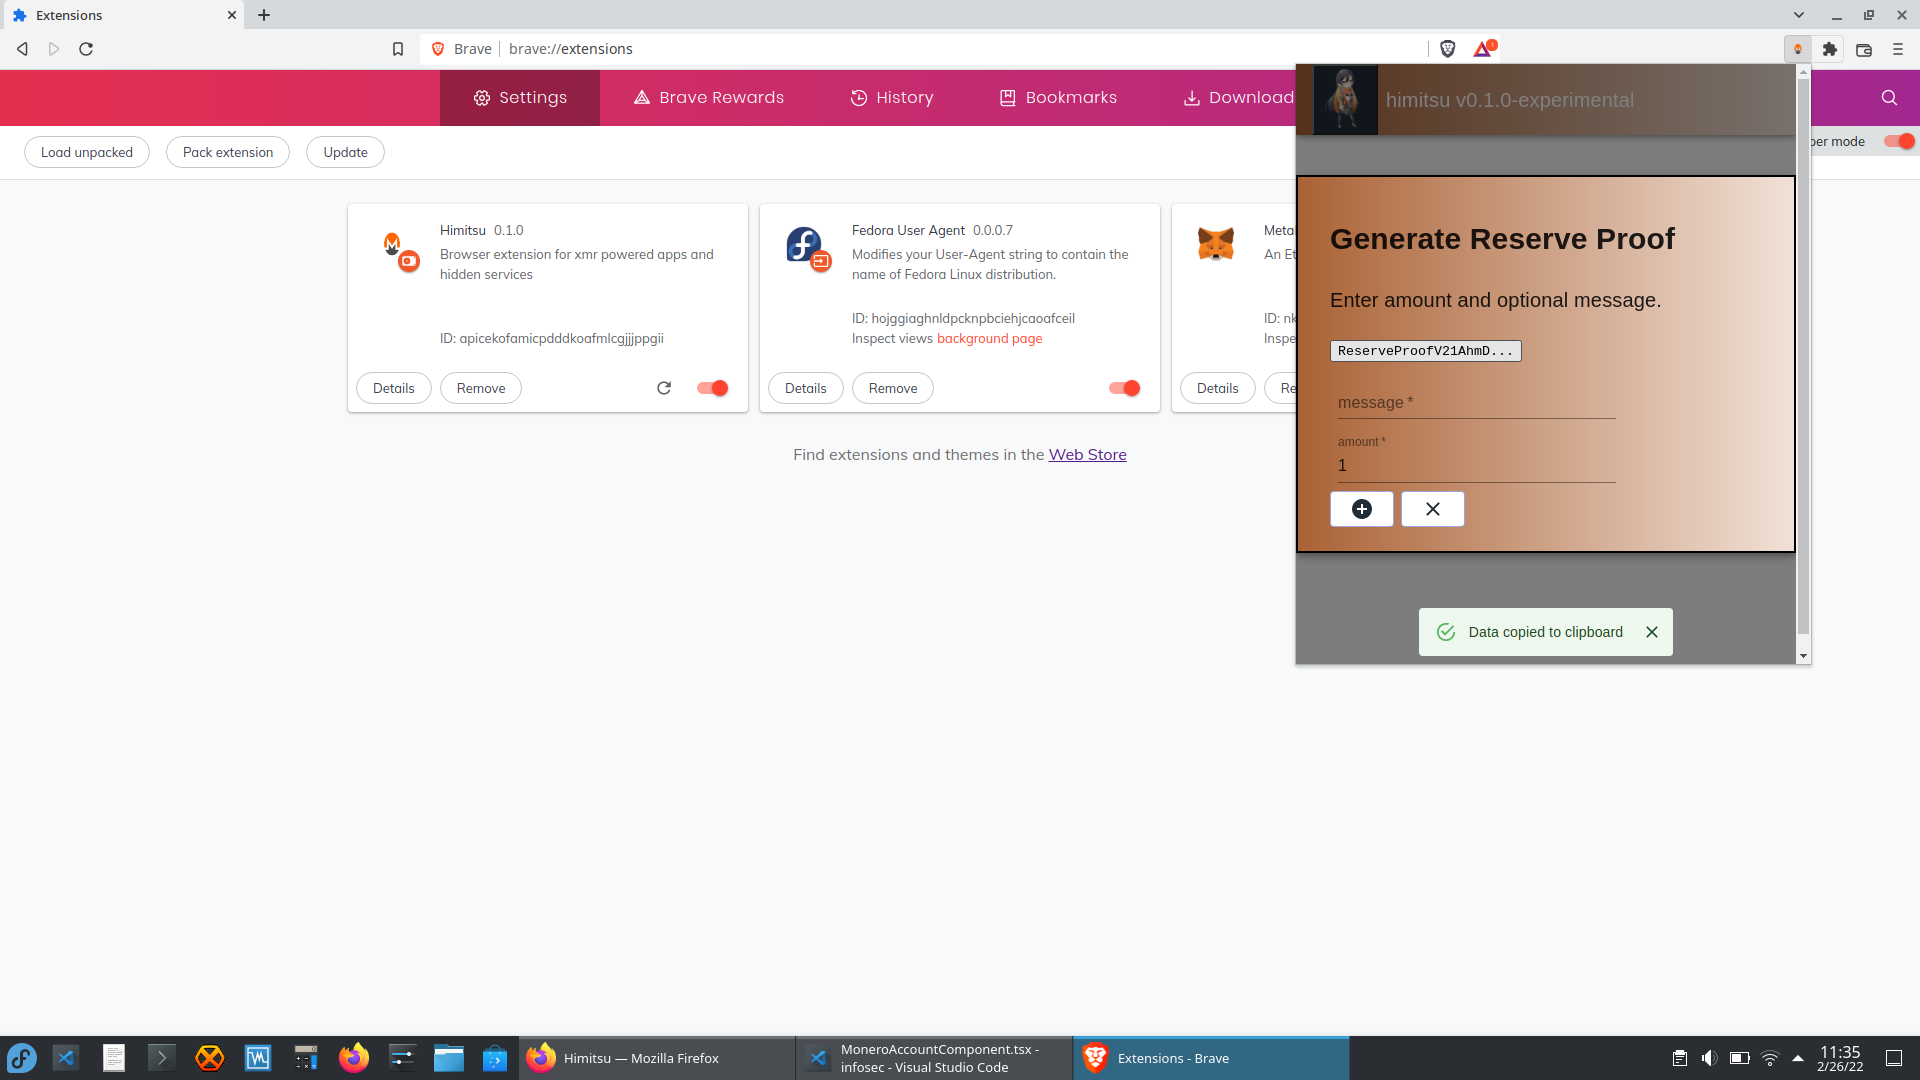 Extensions
Brave
brave://extensions
1
Settings
Brave Rewards
History
Bookmarks
Download
Load unpacked
Pack extension
Update
per mode
Himitsu 0.1.0
Browser extension for xmr powered apps and
hidden services
ID: apicekofamicpdddkoafmlcgjjjppgii
Details
Remove
Fedora User Agent 0.0.0.7
Modifies your User-Agent string to contain the
name of Fedora Linux distribution.
ID: hojggiaghnldpcknpbciehjcaoafceil
Inspect views background page
Details
Remove
Meta
An Et
ID: nk
Inspe
Details
Re
Find extensions and themes in the Web Store
himitsu v0.1.0-experimental
Generate Reserve Proof
Enter amount and optional message.
ReserveProofV21AhmD...
message *
amount *
1
Data copied to clipboard
Himitsu — Mozilla Firefox
MoneroAccountComponent.tsx -
infosec - Visual Studio Code
Extensions - Brave
11:35
2/26/22